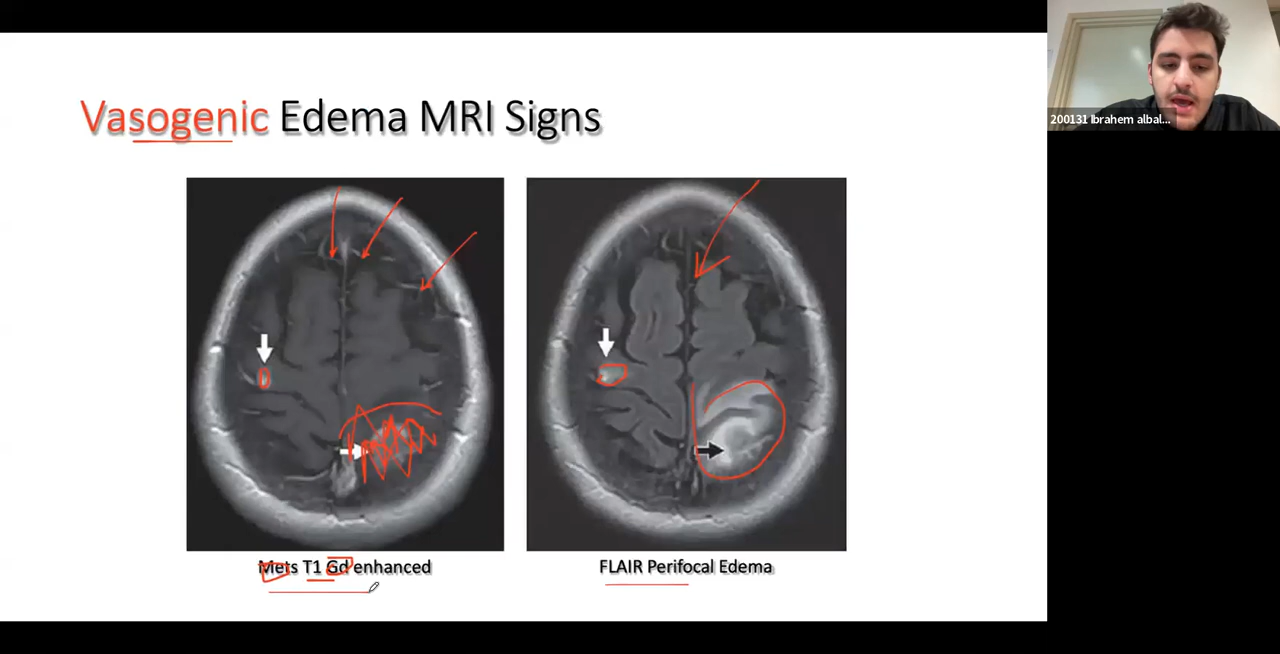 Vasogenic Edema MRI Signs
200131 Ibrahem albal...
Mets T1 Gd enhanced
FLAIR Perifocal Edema